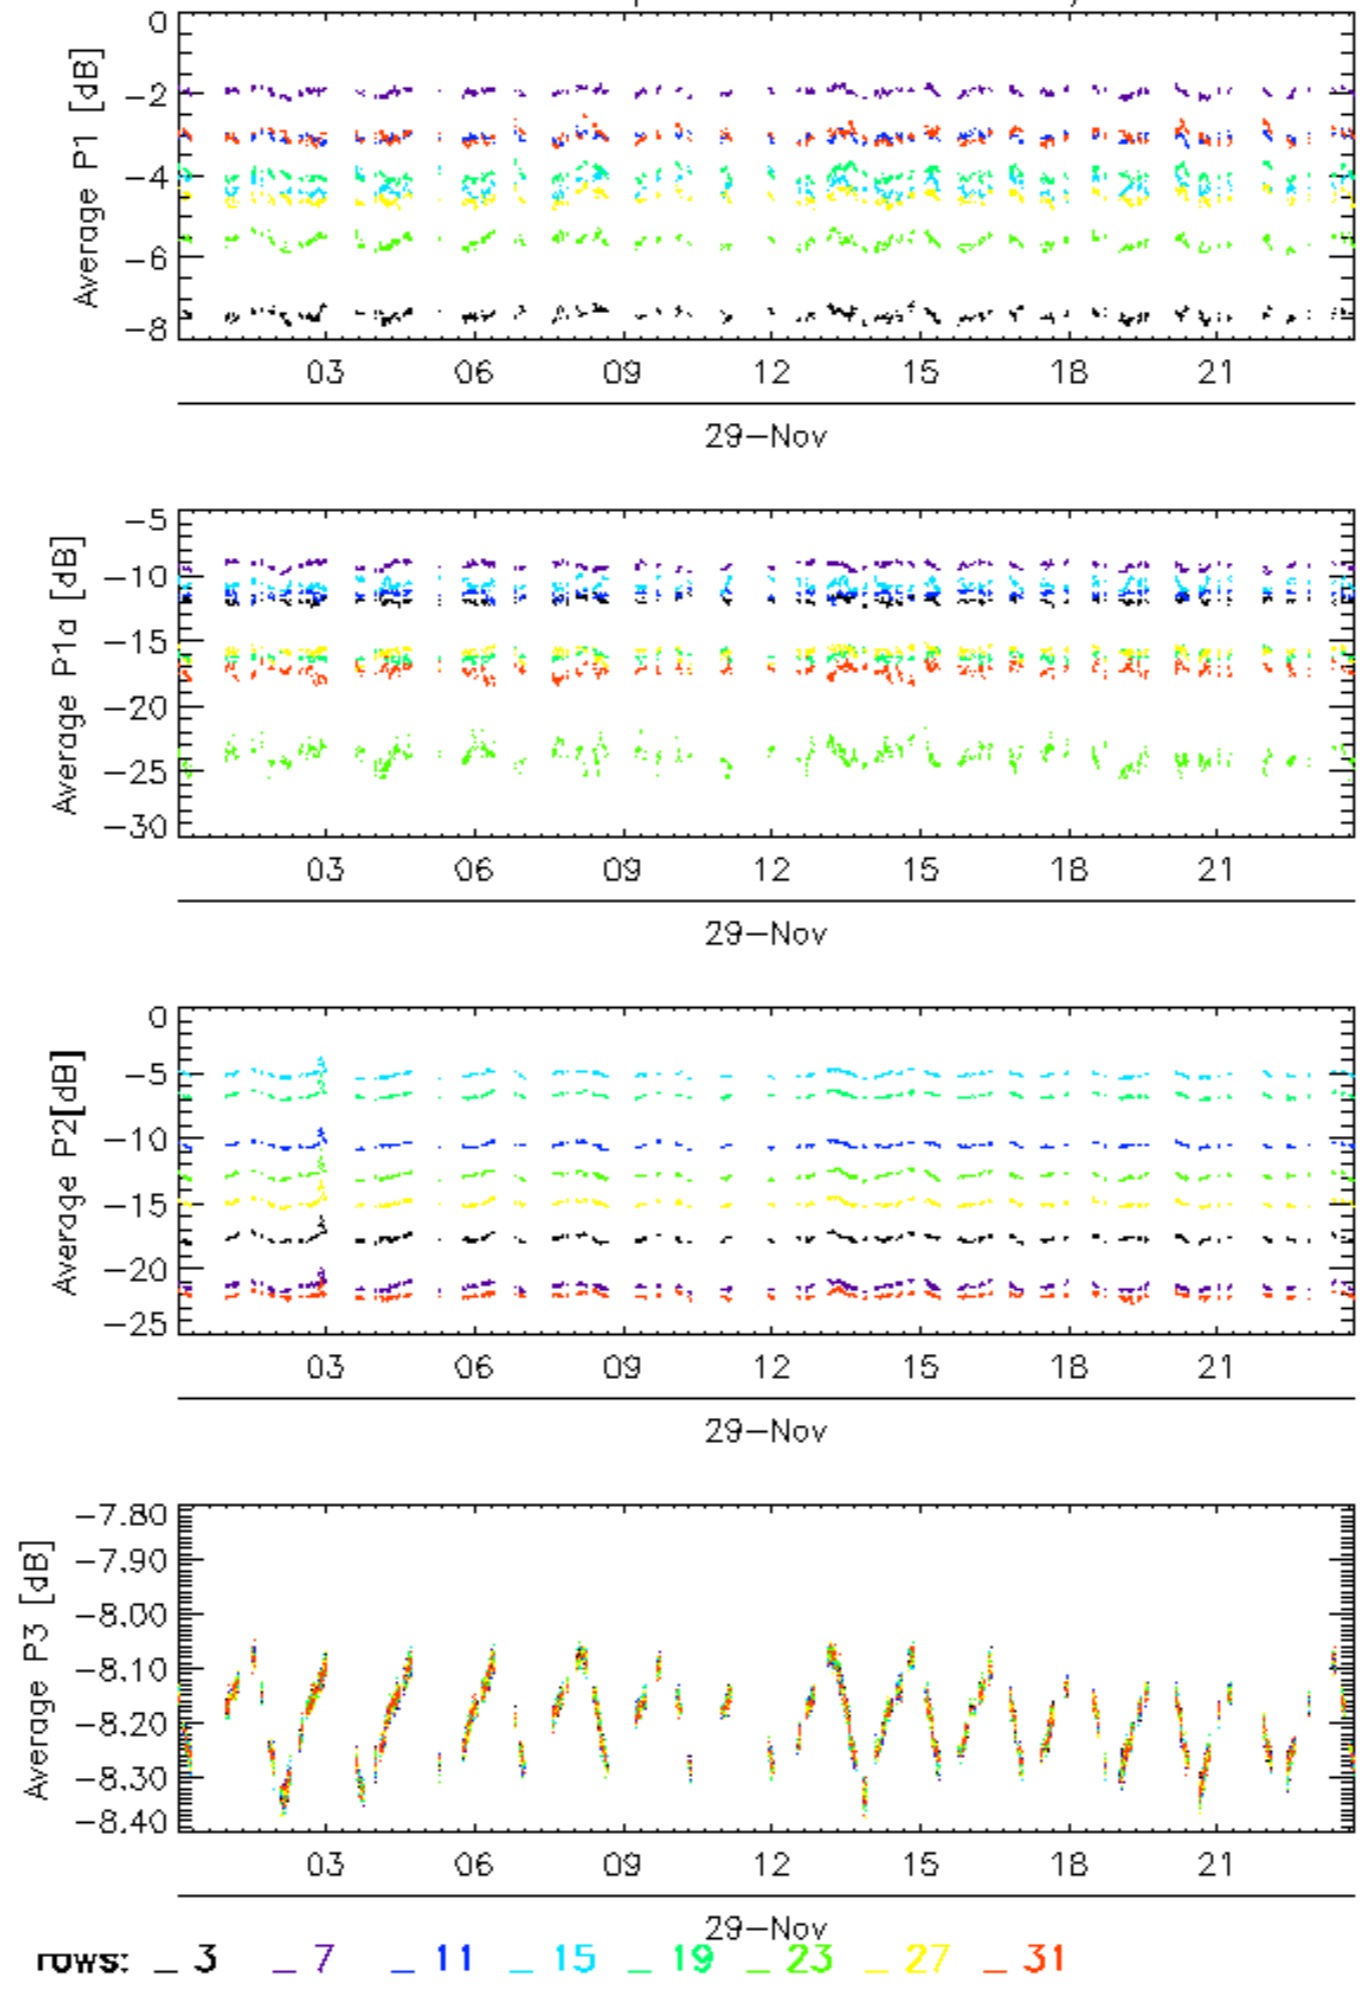 0
-2
-4
-6
-8
Average P1 [dB]
03 06 09 12 15 18 21
29-Nov
-5
-10
-15
-20
-25
-30
Average P1a [dB]
03 06 09 12 15 18 21
29-Nov
0
-5
-10
-15
-20
-25
Average P2[dB]
03 06 09 12 15 18 21
29-Nov
-7.80
-7.90
-8.00
-8.10
-8.20
-8.30
-8.40
Average P3 [dB]
03 06 09 12 15 18 21
29-Nov
rows: _ 3 _ 7 _ 11 _ 15 _ 19 _ 23 _ 27 _ 31